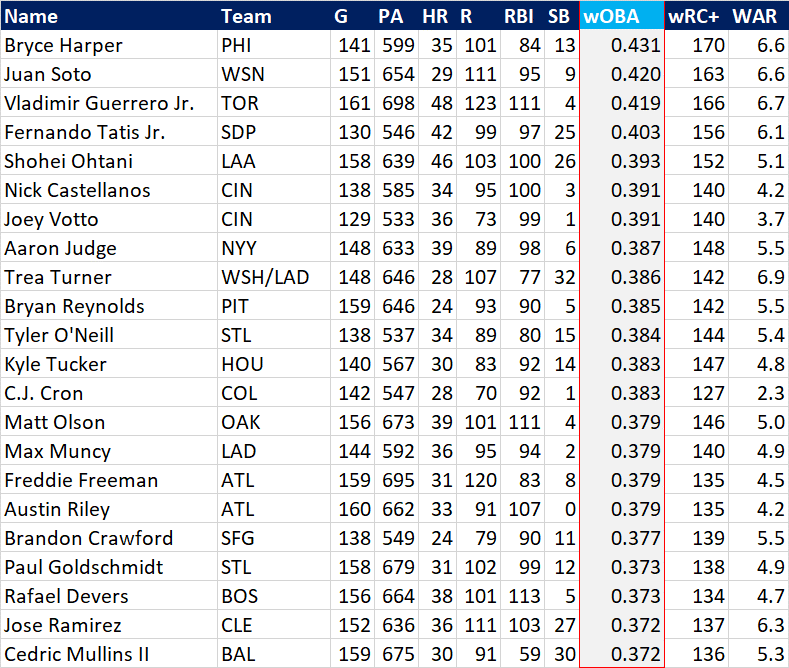 Name Team G PA HR R RBI SB wOBA wRC+ WAR
Bryce Harper PHI 141 599 35 101 84 13 0.431 170 6.6
Juan Soto WSN 151 654 29 111 95 9 0.420 163 6.6
Vladimir Guerrero Jr. TOR 161 698 48 123 111 4 0.419 166 6.7
Fernando Tatis Jr. SDP 130 546 42 99 97 25 0.403 156 6.1
Shohei Ohtani LAA 158 639 46 103 100 26 0.393 152 5.1
Nick Castellanos CIN 138 585 34 95 100 3 0.391 140 4.2
Joey Votto CIN 129 533 36 73 99 1 0.391 140 3.7
Aaron Judge NYY 148 633 39 89 98 6 0.387 148 5.5
Trea Turner WSH/LAD 148 646 28 107 77 32 0.386 142 6.9
Bryan Reynolds PIT 159 646 24 93 90 5 0.385 142 5.5
Tyler O'Neill STL 138 537 34 89 80 15 0.384 144 5.4
Kyle Tucker HOU 140 567 30 83 92 14 0.383 147 4.8
C.J. Cron COL 142 547 28 70 92 1 0.383 127 2.3
Matt Olson OAK 156 673 39 101 111 4 0.379 146 5.0
Max Muncy LAD 144 592 36 95 94 2 0.379 140 4.9
Freddie Freeman ATL 159 695 31 120 83 8 0.379 135 4.5
Austin Riley ATL 160 662 33 91 107 0 0.379 135 4.2
Brandon Crawford SFG 138 549 24 79 90 11 0.377 139 5.5
Paul Goldschmidt STL 158 679 31 102 99 12 0.373 138 4.9
Rafael Devers BOS 156 664 38 101 113 5 0.373 134 4.7
Jose Ramirez CLE 152 636 36 111 103 27 0.372 137 6.3
Cedric Mullins II BAL 159 675 30 91 59 30 0.372 136 5.3